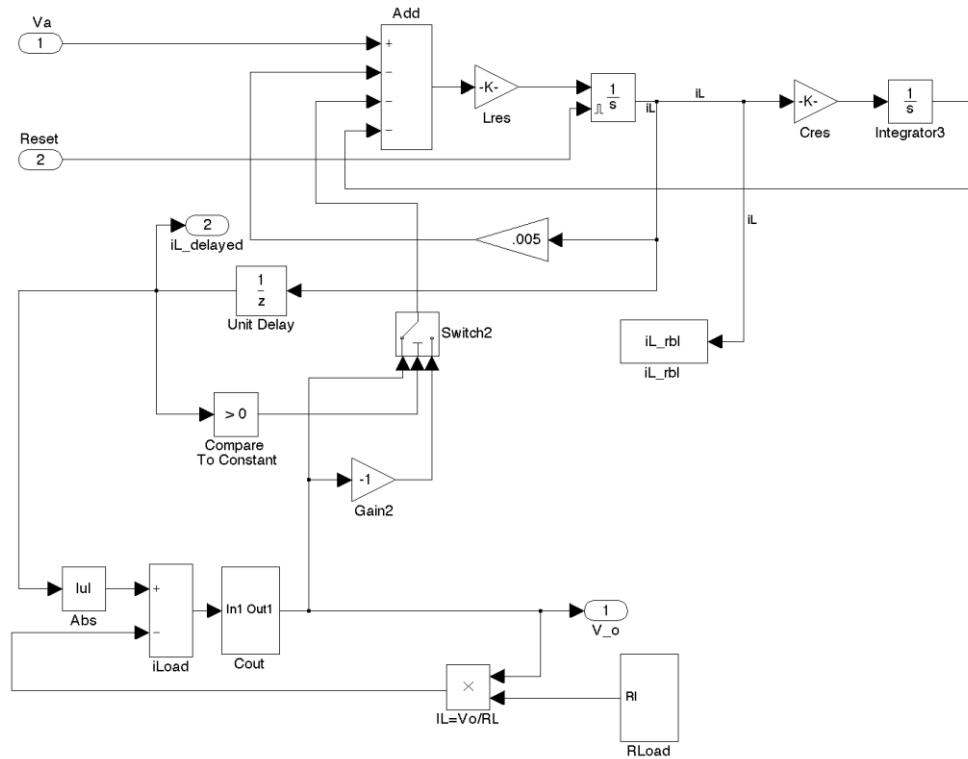 Va
1
Add
+
−
−
−
-K-
Lres
1
s
iL
iL
-K-
Cres
1
s
Integrator3
Reset
2
2
iL_delayed
.005
iL
1
z
Unit Delay
Switch2
iL_rbl
iL_rbl
> 0
Compare
To Constant
-1
Gain2
|u|
Abs
+
−
iLoad
In1 Out1
Cout
1
V_o
×
IL=Vo/RL
Rl
RLoad